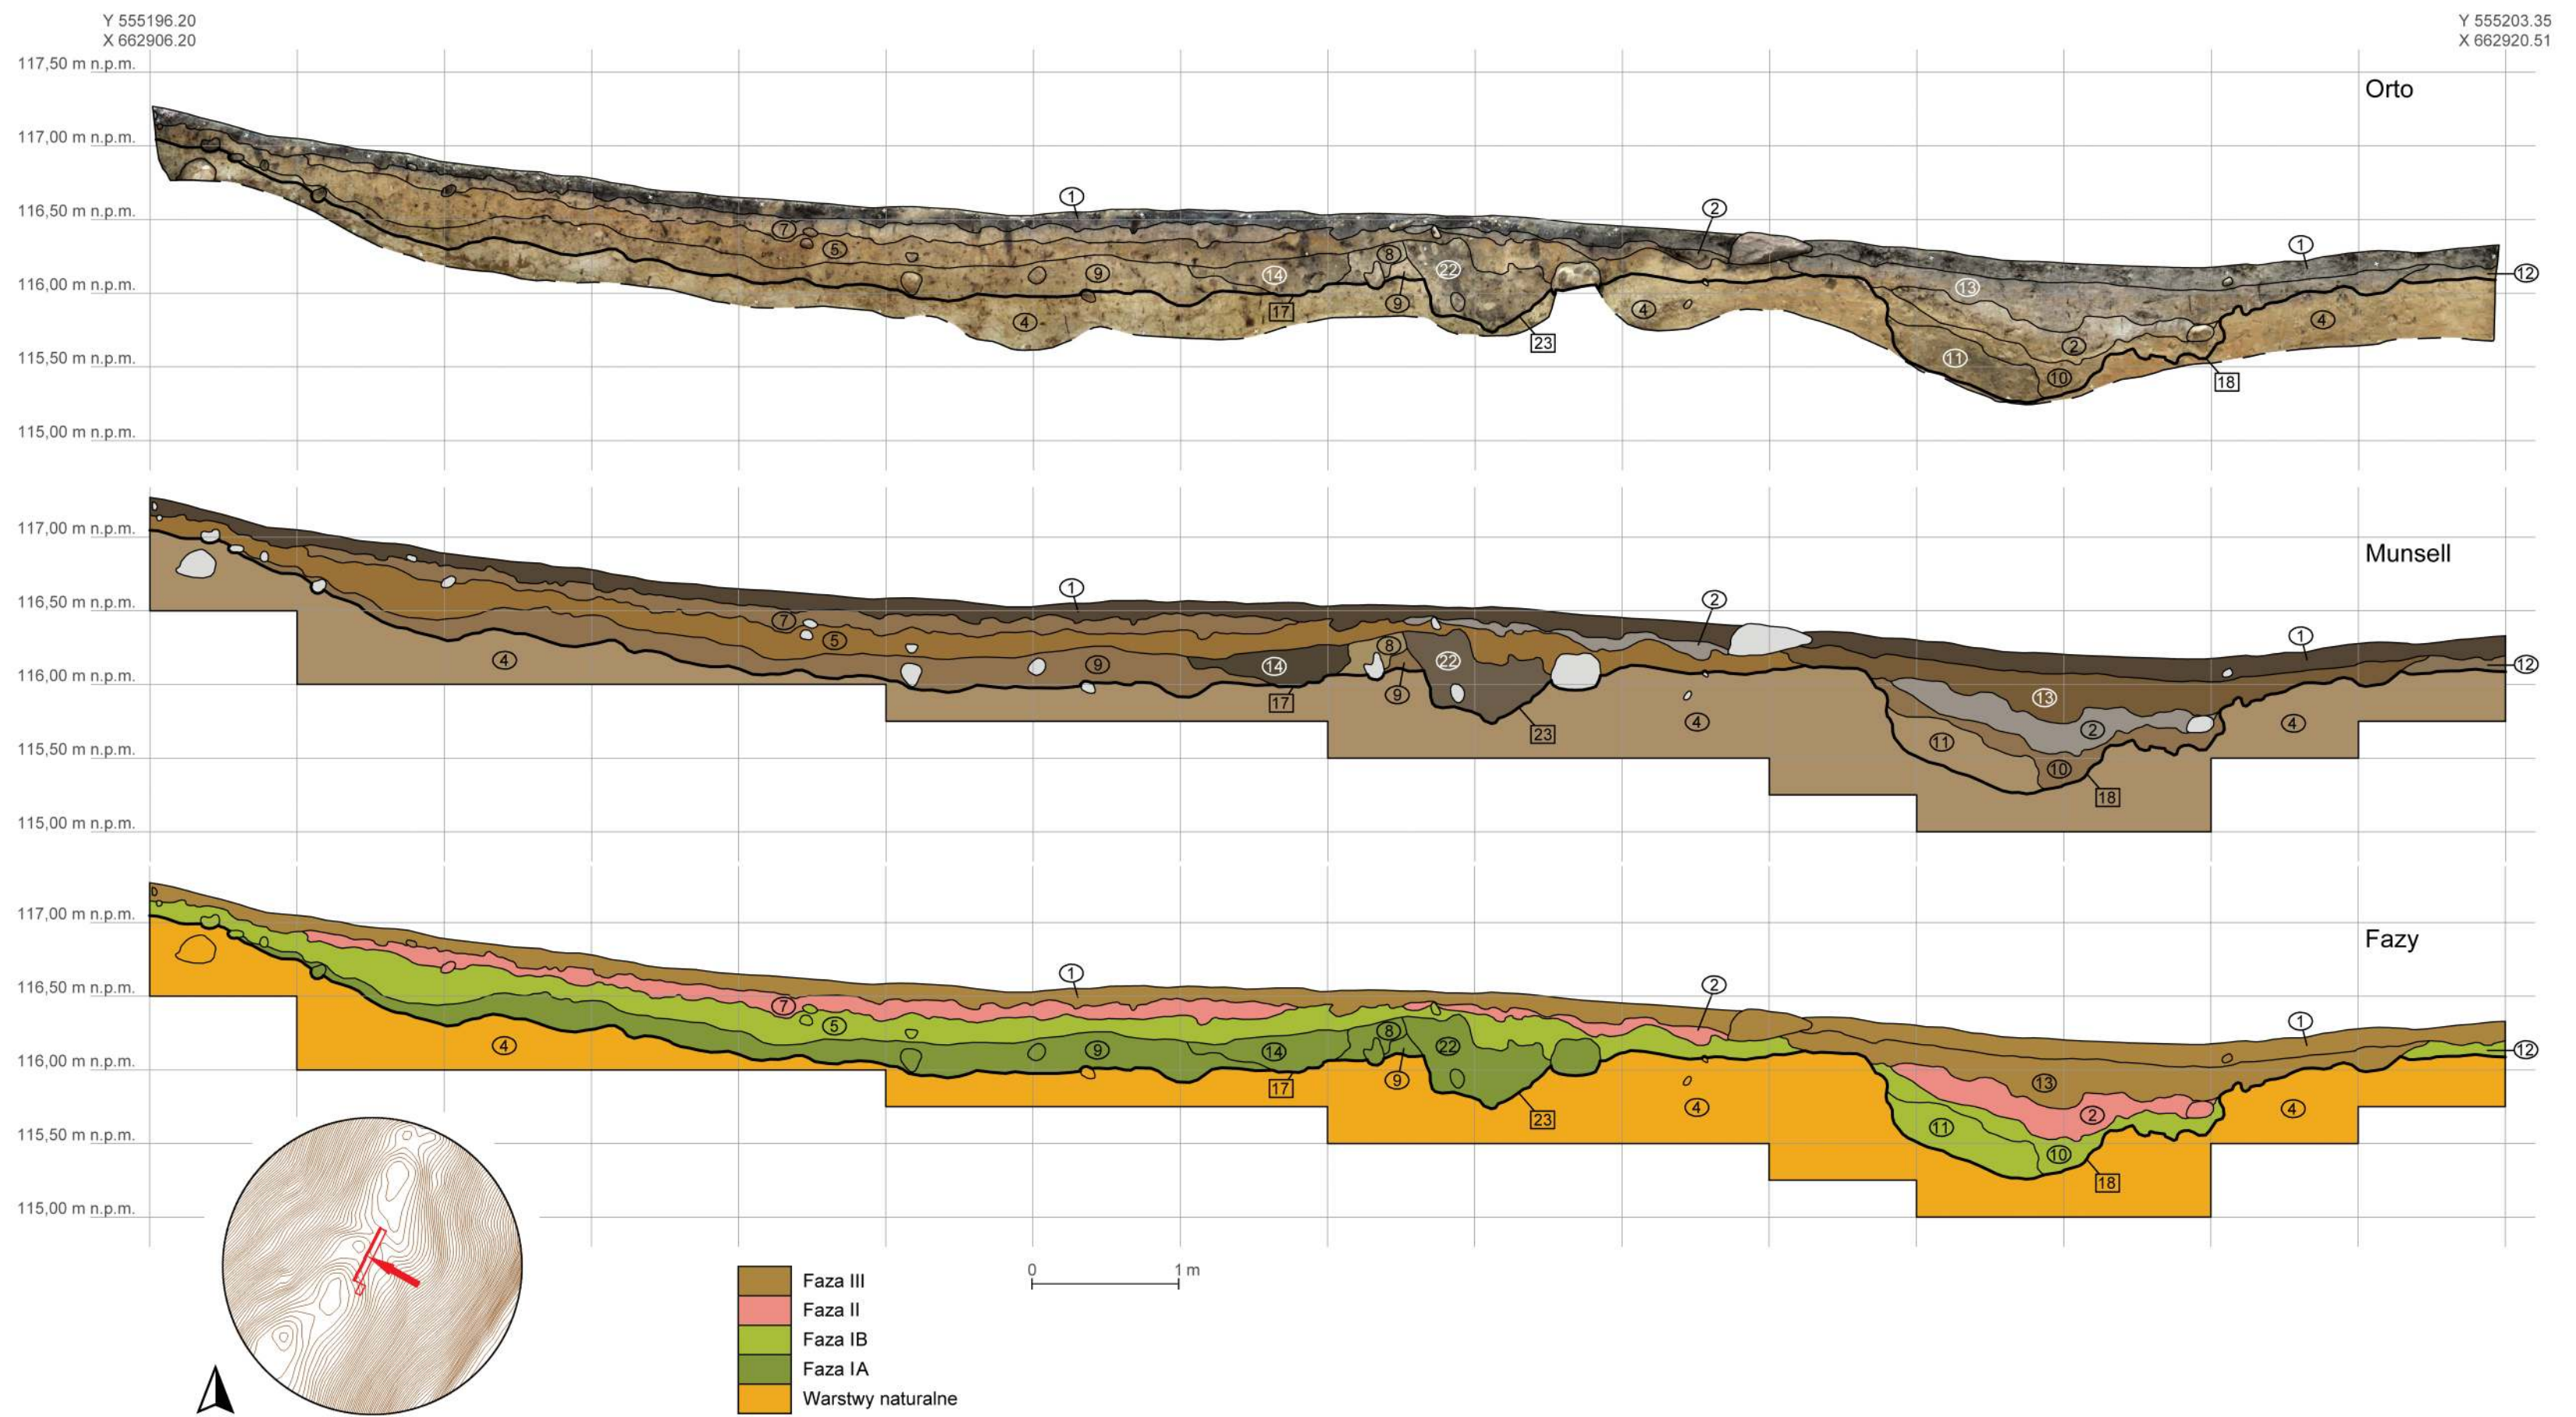 Y 555196.20
X 662906.20
Y 555203.35
X 662920.51
117,50 m n.p.m.
Orto
117,00 m n.p.m.
1
2
116,50 m n.p.m.
7
5
8
1
9
14
22
12
116,00 m n.p.m.
13
9
17
4
4
4
23
2
115,50 m n.p.m.
11
10
18
115,00 m n.p.m.
117,00 m n.p.m.
Munsell
1
2
116,50 m n.p.m.
7
5
8
1
4
9
14
22
12
116,00 m n.p.m.
9
13
17
4
4
23
2
11
115,50 m n.p.m.
10
18
115,00 m n.p.m.
117,00 m n.p.m.
Fazy
1
2
116,50 m n.p.m.
7
5
8
1
4
9
14
22
12
116,00 m n.p.m.
9
13
17
4
4
23
2
11
115,50 m n.p.m.
10
18
115,00 m n.p.m.
0 1 m
Faza III
Faza II
Faza IB
Faza IA
Warstwy naturalne